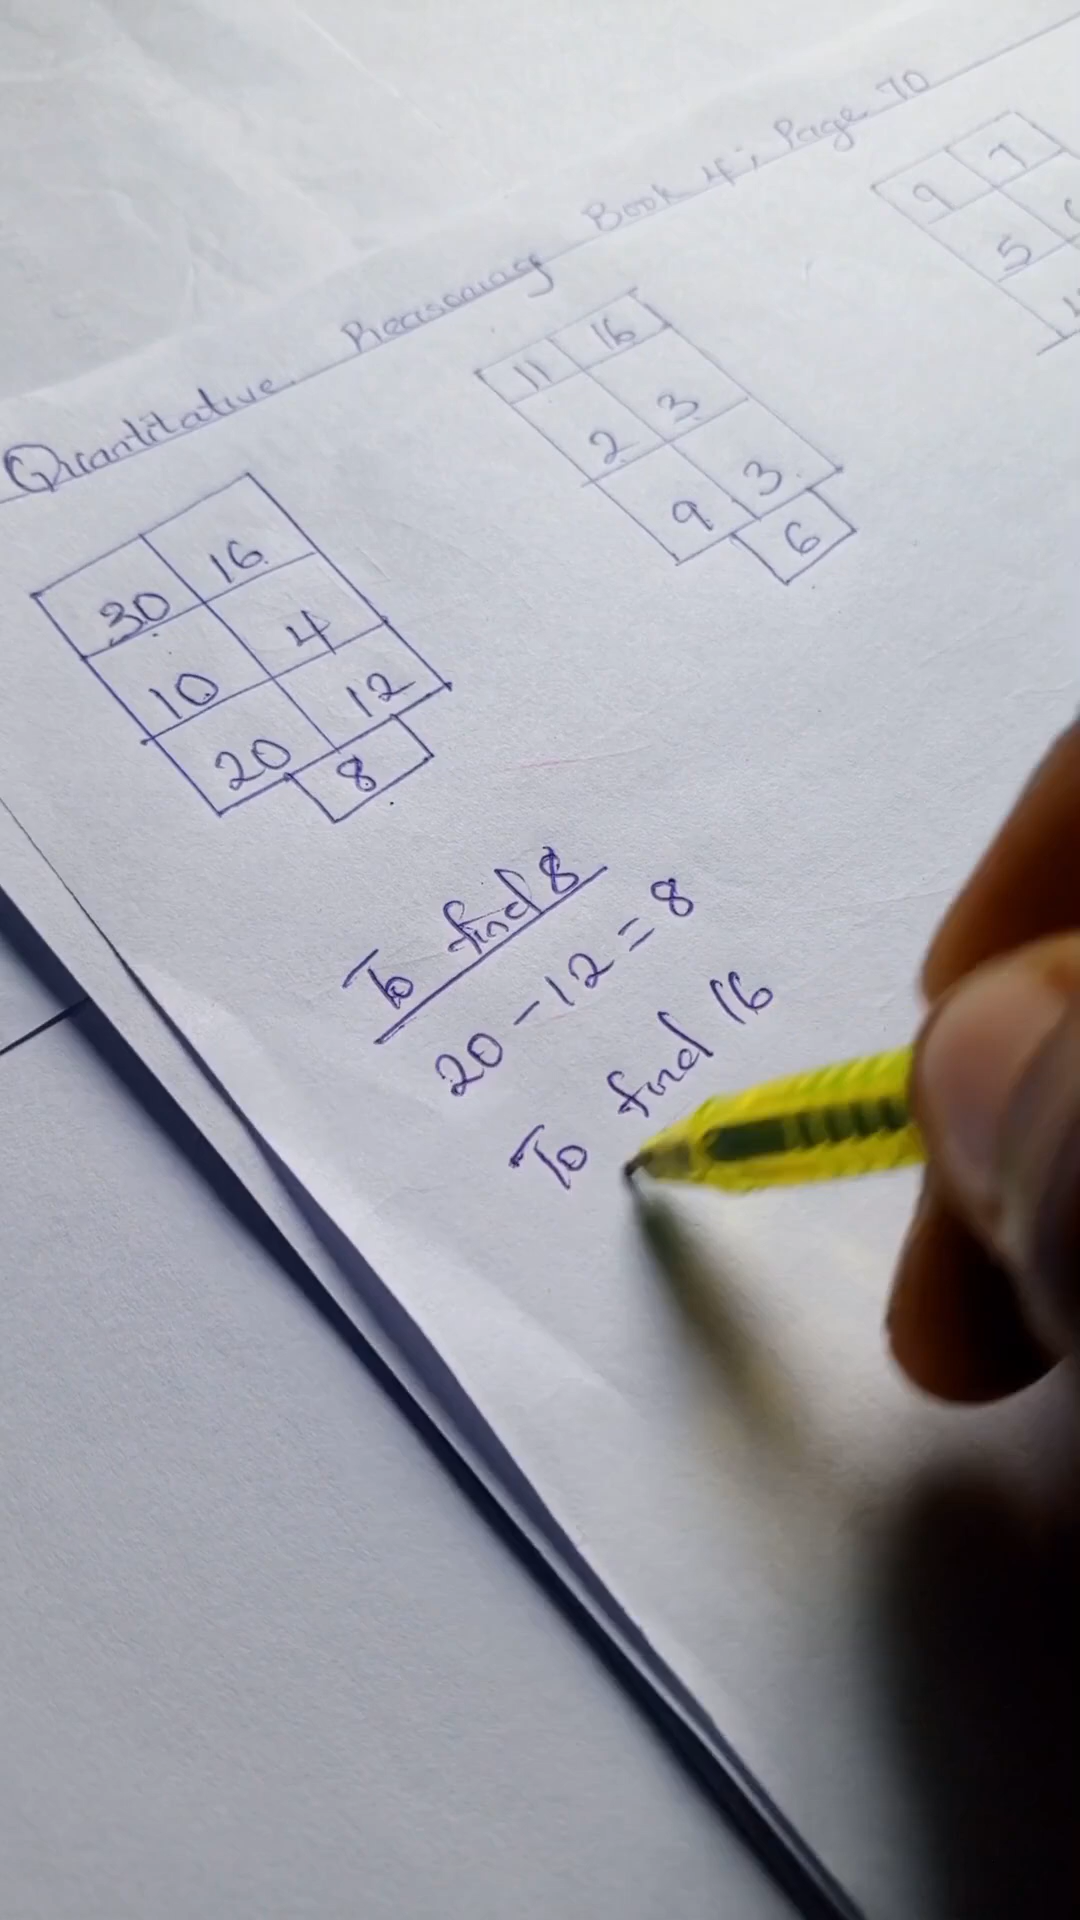 Quantitative Reasoning Book 4; Page 70
30 16
10 4
20 12
8
11 16
2 3
9 3
6
9 7
5
To find 8
20 - 12 = 8
To find 16